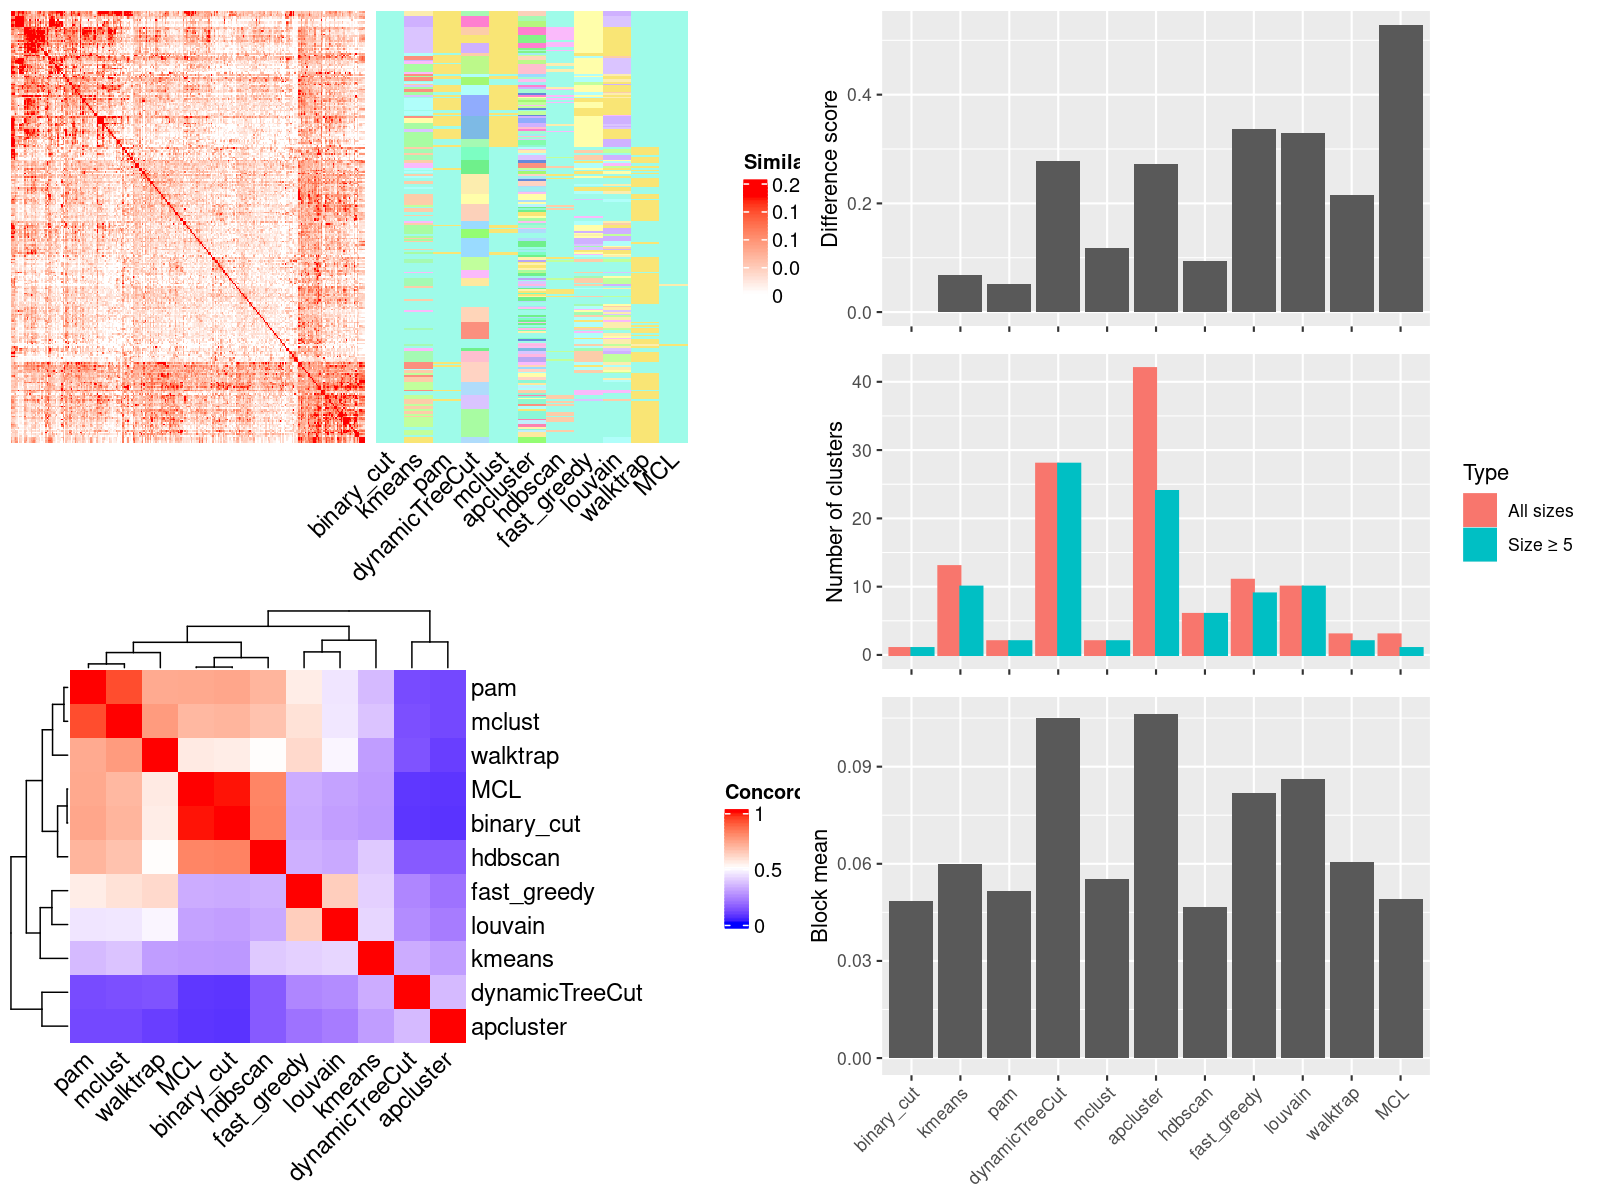 Simila
0.2
0.1
0.1
0.0
0
binary_cut
kmeans
pam
dynamicTreeCut
mclust
apcluster
hdbscan
fast_greedy
louvain
walktrap
MCL
pam
mclust
walktrap
MCL
binary_cut
hdbscan
fast_greedy
louvain
kmeans
dynamicTreeCut
apcluster
pam
mclust
walktrap
MCL
binary_cut
hdbscan
fast_greedy
louvain
kmeans
dynamicTreeCut
apcluster
Concord
1
0.5
0
Difference score
0.4
0.2
0.0
Number of clusters
40
30
20
10
0
Type
All sizes
Size ≥ 5
Block mean
0.09
0.06
0.03
0.00
binary_cut
kmeans
pam
dynamicTreeCut
mclust
apcluster
hdbscan
fast_greedy
louvain
walktrap
MCL